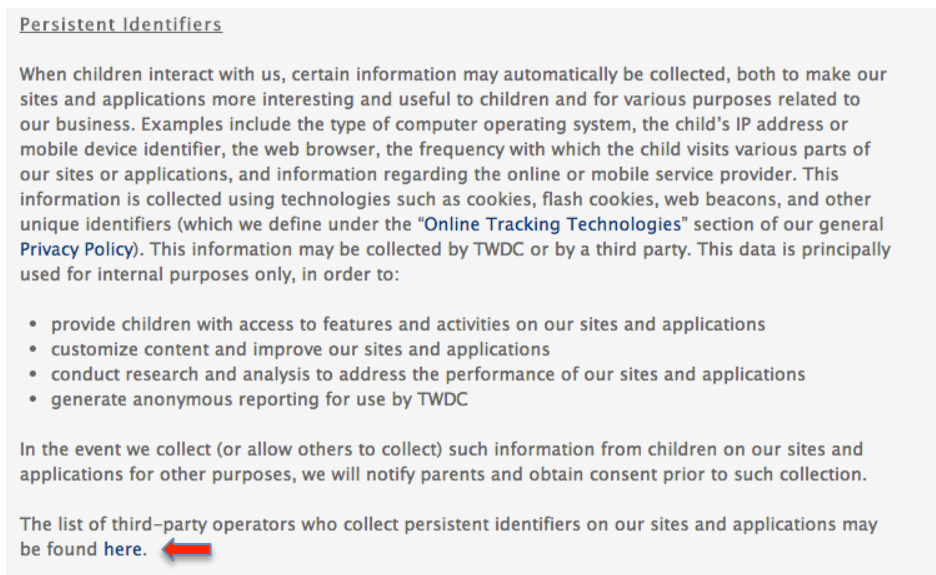 Persistent Identifiers
When children interact with us, certain information may automatically be collected, both to make our
sites and applications more interesting and useful to children and for various purposes related to
our business. Examples include the type of computer operating system, the child’s IP address or
mobile device identifier, the web browser, the frequency with which the child visits various parts of
our sites or applications, and information regarding the online or mobile service provider. This
information is collected using technologies such as cookies, flash cookies, web beacons, and other
unique identifiers (which we define under the “Online Tracking Technologies” section of our general
Privacy Policy). This information may be collected by TWDC or by a third party. This data is principally
used for internal purposes only, in order to:
• provide children with access to features and activities on our sites and applications
• customize content and improve our sites and applications
• conduct research and analysis to address the performance of our sites and applications
• generate anonymous reporting for use by TWDC
In the event we collect (or allow others to collect) such information from children on our sites and
applications for other purposes, we will notify parents and obtain consent prior to such collection.
The list of third-party operators who collect persistent identifiers on our sites and applications may
be found here.